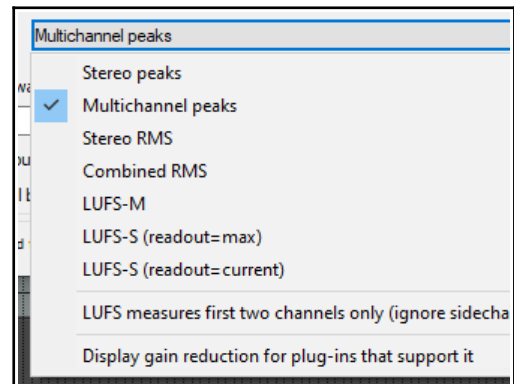 Multichannel peaks
Stereo peaks
Multichannel peaks
Stereo RMS
Combined RMS
LUFS-M
LUFS-S (readout=max)
LUFS-S (readout=current)
LUFS measures first two channels only (ignore sidecha
Display gain reduction for plug-ins that support it